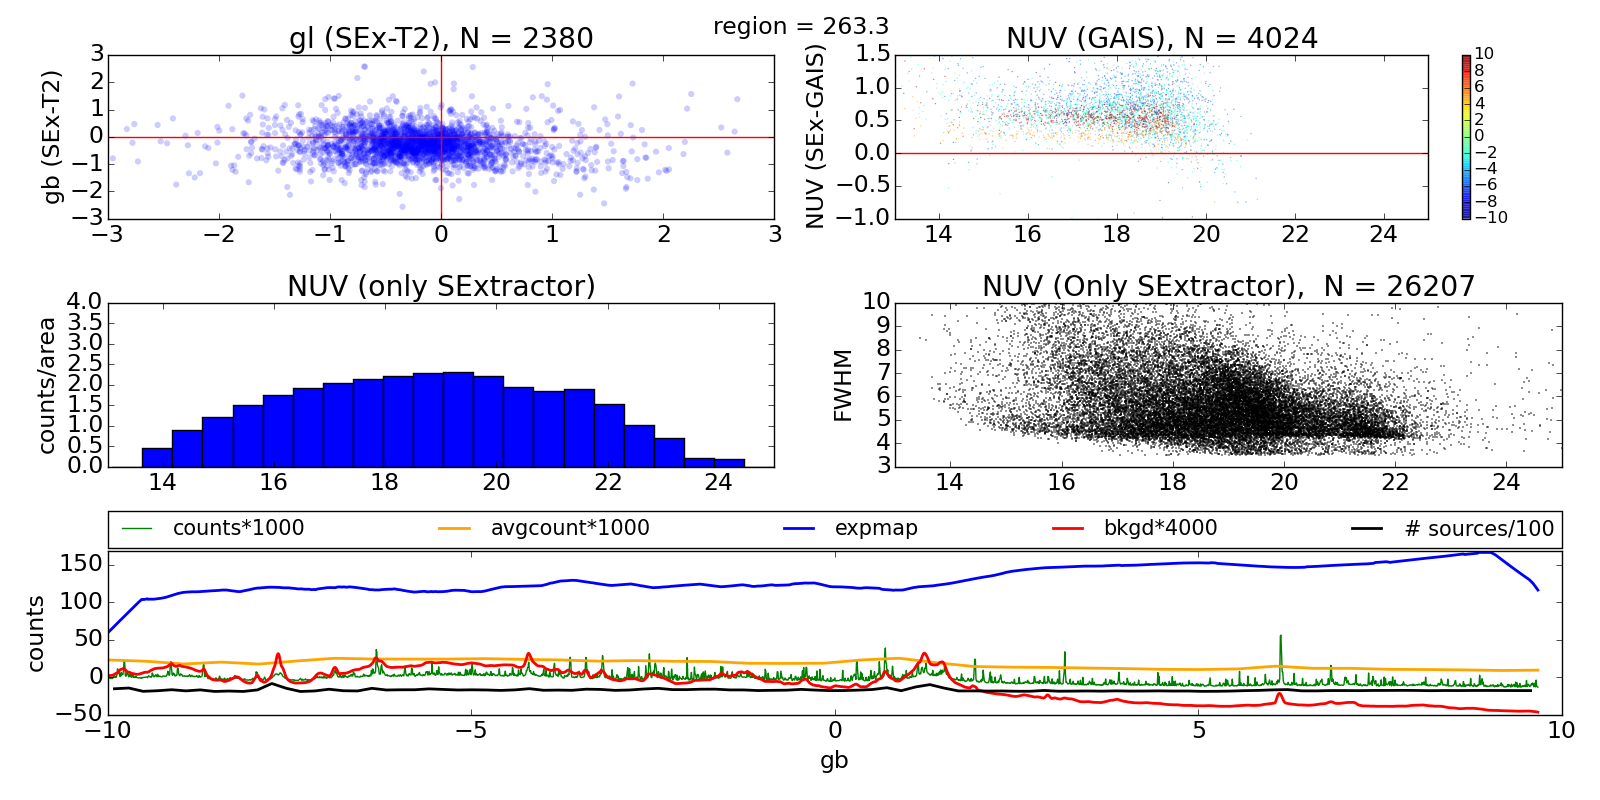 region = 263.3
gl (SEx-T2), N = 2380
NUV (GAIS), N = 4024
gb (SEx-T2)
3
2
1
0
−1
−2
−3
−3 −2 −1 0 1 2 3
NUV (SEx-GAIS)
1.5
1.0
0.5
0.0
−0.5
−1.0
14 16 18 20 22 24
10
8
6
4
2
0
−2
−4
−6
−8
−10
NUV (only SExtractor)
counts/area
4.0
3.5
3.0
2.5
2.0
1.5
1.0
0.5
0.0
14 16 18 20 22 24
NUV (Only SExtractor), N = 26207
FWHM
10
9
8
7
6
5
4
3
14 16 18 20 22 24
counts*1000 avgcount*1000 expmap bkgd*4000 # sources/100
counts
150
100
50
0
−50
−10 −5 0 5 10
gb